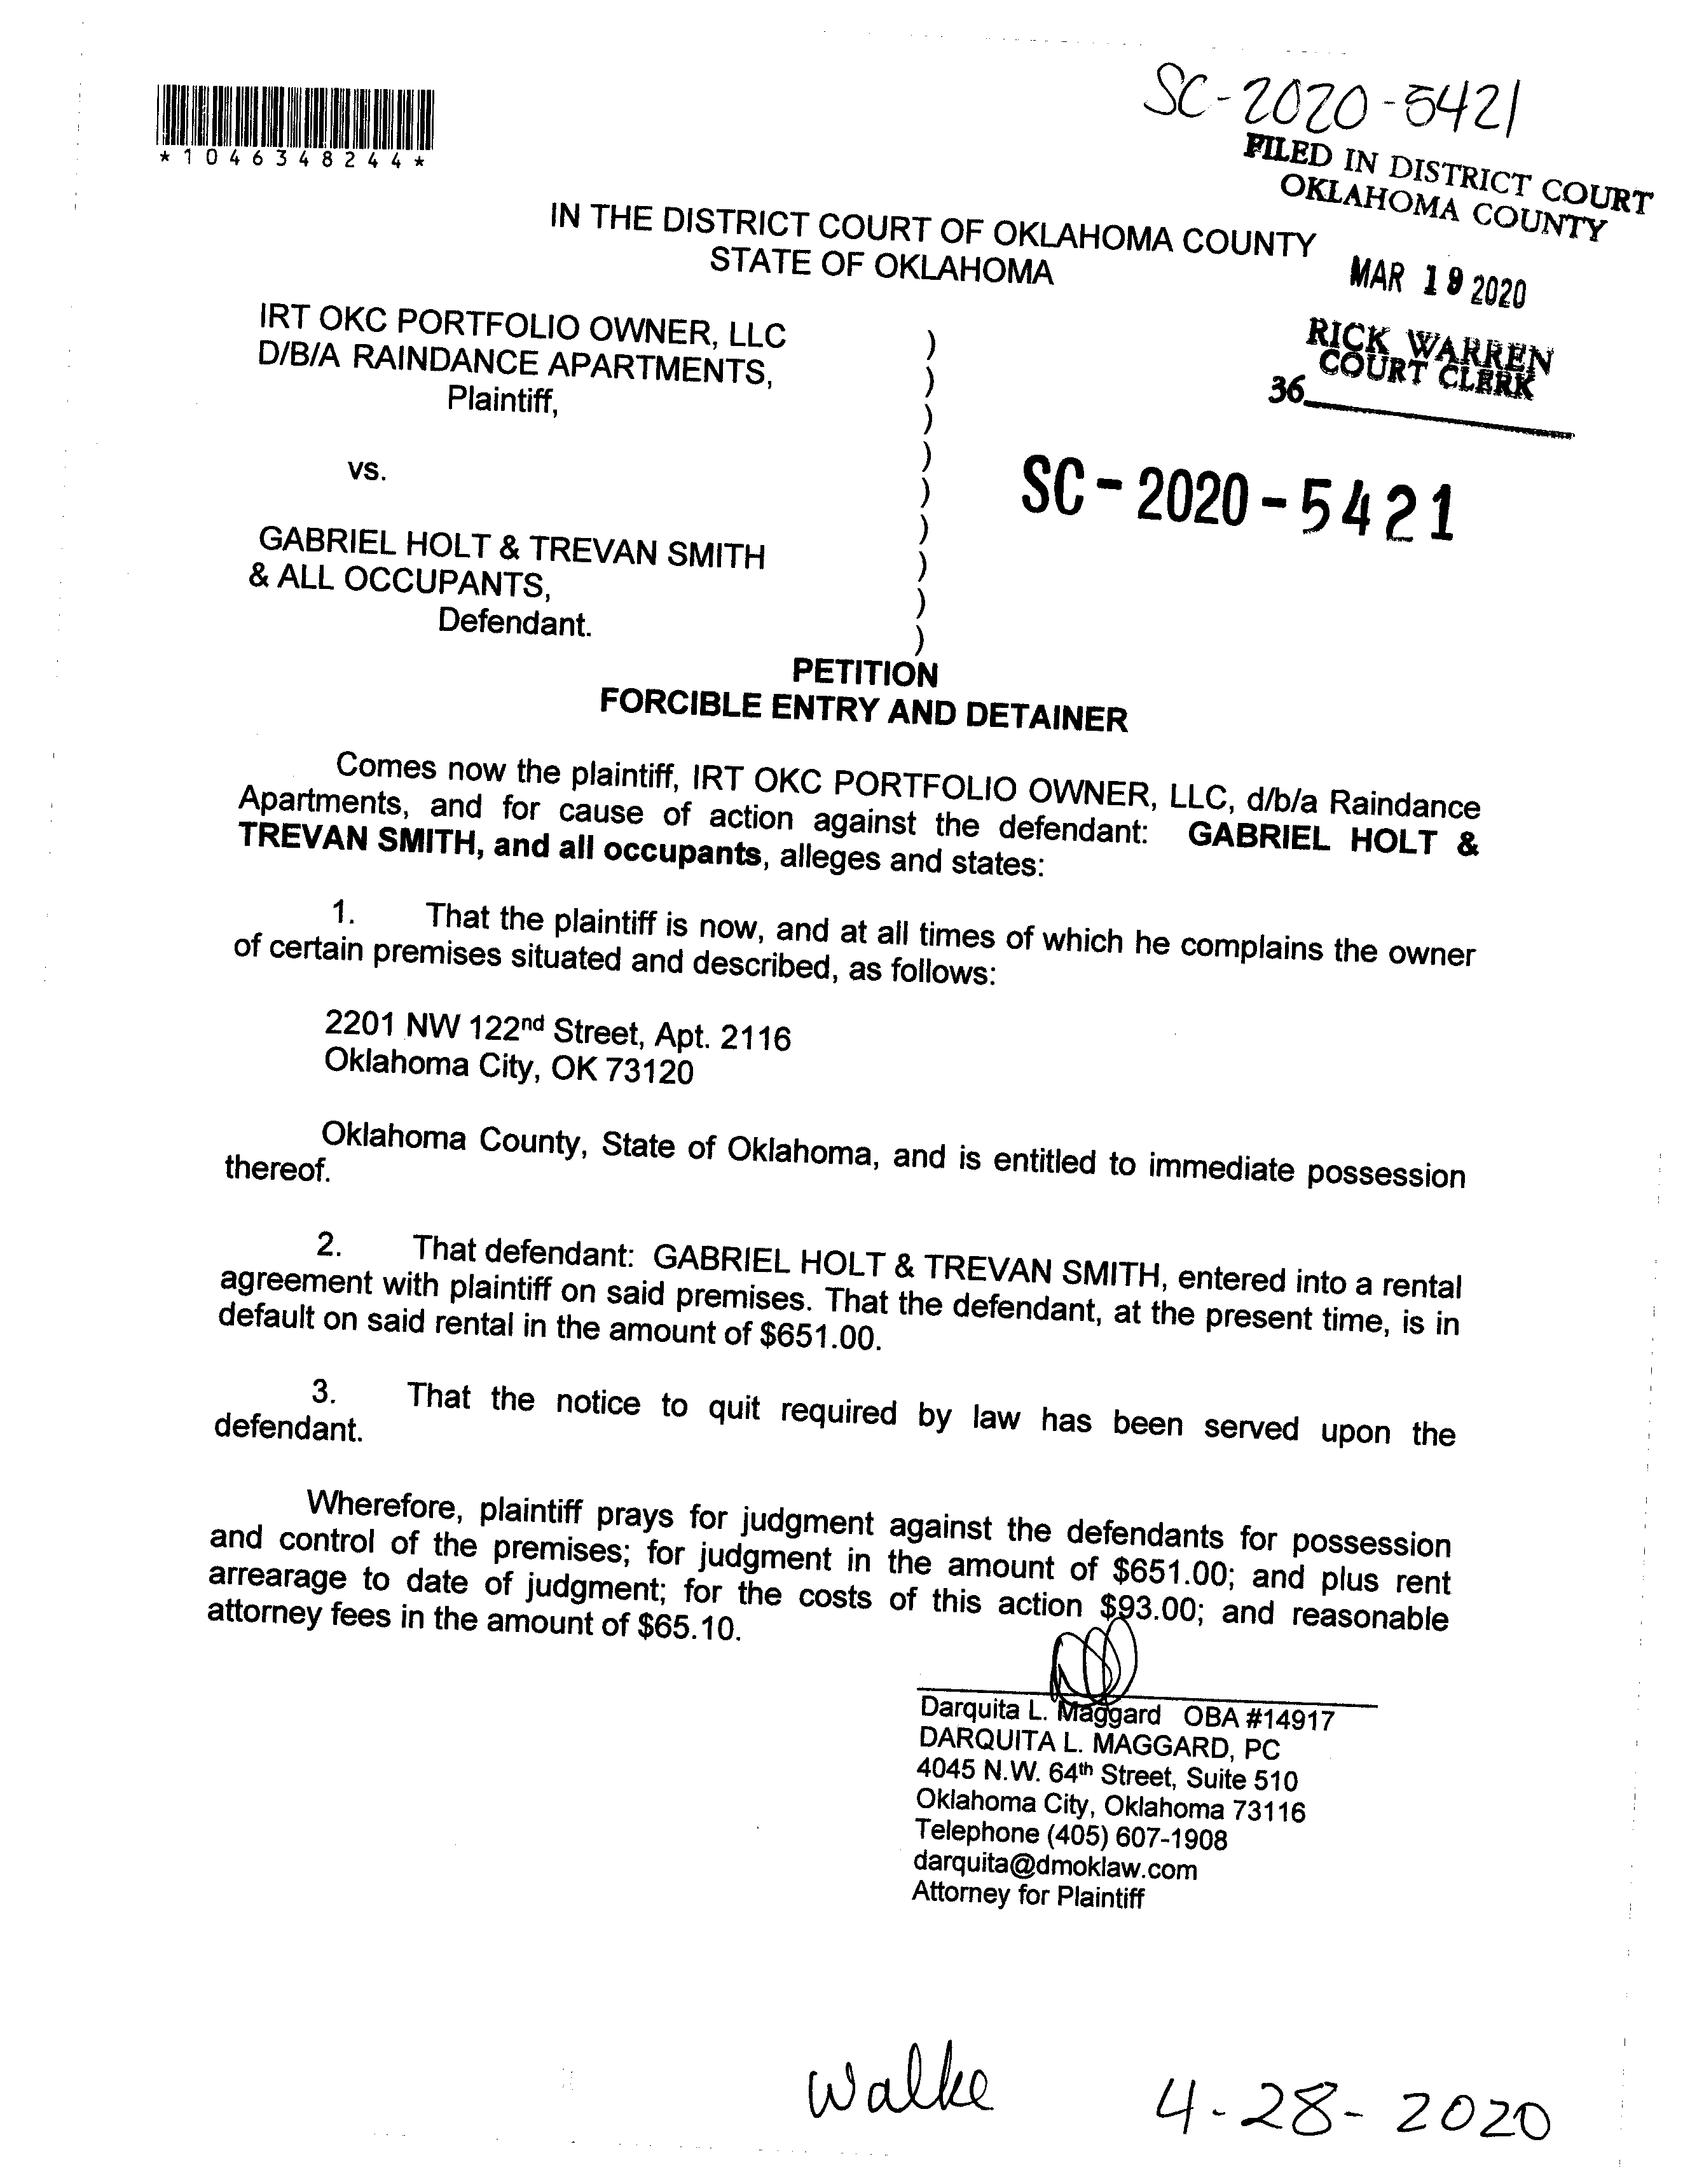 SC-2020-5421
*1046348244*
FILED IN DISTRICT COURT
OKLAHOMA COUNTY
IN THE DISTRICT COURT OF OKLAHOMA COUNTY
STATE OF OKLAHOMA
MAR 19 2020
RICK WARREN
COURT CLERK
36
IRT OKC PORTFOLIO OWNER, LLC )
D/B/A RAINDANCE APARTMENTS, )
Plaintiff, )
)
vs. )
)
GABRIEL HOLT & TREVAN SMITH )
& ALL OCCUPANTS, )
Defendant. )
SC-2020-5421
PETITION
FORCIBLE ENTRY AND DETAINER
Comes now the plaintiff, IRT OKC PORTFOLIO OWNER, LLC, d/b/a Raindance
Apartments, and for cause of action against the defendant: GABRIEL HOLT &
TREVAN SMITH, and all occupants, alleges and states:
1. That the plaintiff is now, and at all times of which he complains the owner
of certain premises situated and described, as follows:
2201 NW 122nd Street, Apt. 2116
Oklahoma City, OK 73120
Oklahoma County, State of Oklahoma, and is entitled to immediate possession
thereof.
2. That defendant: GABRIEL HOLT & TREVAN SMITH, entered into a rental
agreement with plaintiff on said premises. That the defendant, at the present time, is in
default on said rental in the amount of $651.00.
3. That the notice to quit required by law has been served upon the
defendant.
Wherefore, plaintiff prays for judgment against the defendants for possession
and control of the premises; for judgment in the amount of $651.00; and plus rent
arrearage to date of judgment; for the costs of this action $93.00; and reasonable
attorney fees in the amount of $65.10.
Darquita L. Maggard OBA #14917
DARQUITA L. MAGGARD, PC
4045 N.W. 64th Street, Suite 510
Oklahoma City, Oklahoma 73116
Telephone (405) 607-1908
darquita@dmoklaw.com
Attorney for Plaintiff
Walke 4-28-2020